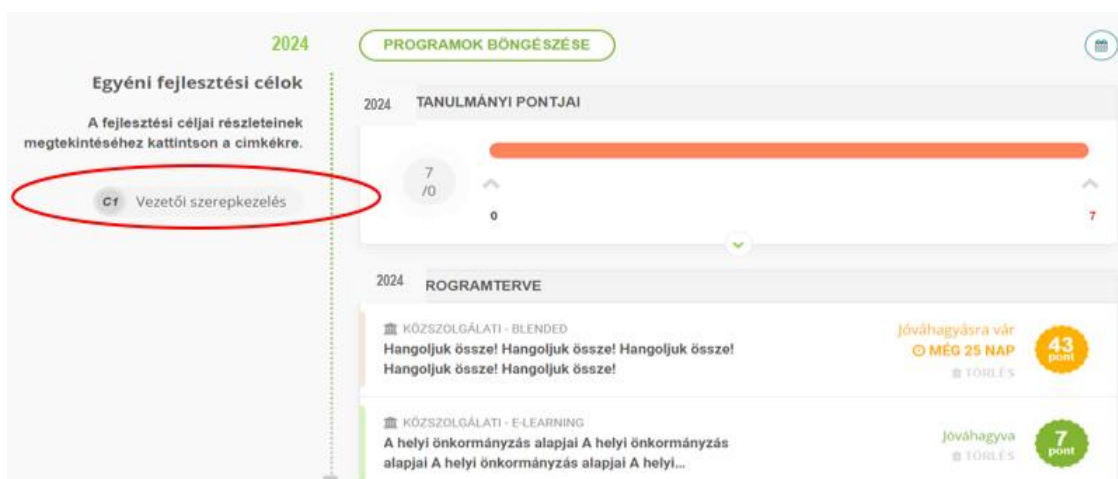 2024
Egyéni fejlesztési célok
A fejlesztési céljai részleteinek
megtekintéséhez kattintson a cimkékre.
C1 Vezetői szerepkezelés
PROGRAMOK BÖNGÉSZÉSE
2024 TANULMÁNYI PONTJAI
7
/0
0
7
2024 ROGRAMTERVE
KÖZSZOLGÁLATI - BLENDED
Hangoljuk össze! Hangoljuk össze! Hangoljuk össze!
Hangoljuk össze! Hangoljuk össze!
Jóváhagyásra vár
MÉG 25 NAP
TÖRLÉS
43
pont
KÖZSZOLGÁLATI - E-LEARNING
A helyi önkormányzás alapjai A helyi önkormányzás
alapjai A helyi önkormányzás alapjai A helyi...
Jóváhagyva
TÖRLÉS
7
pont